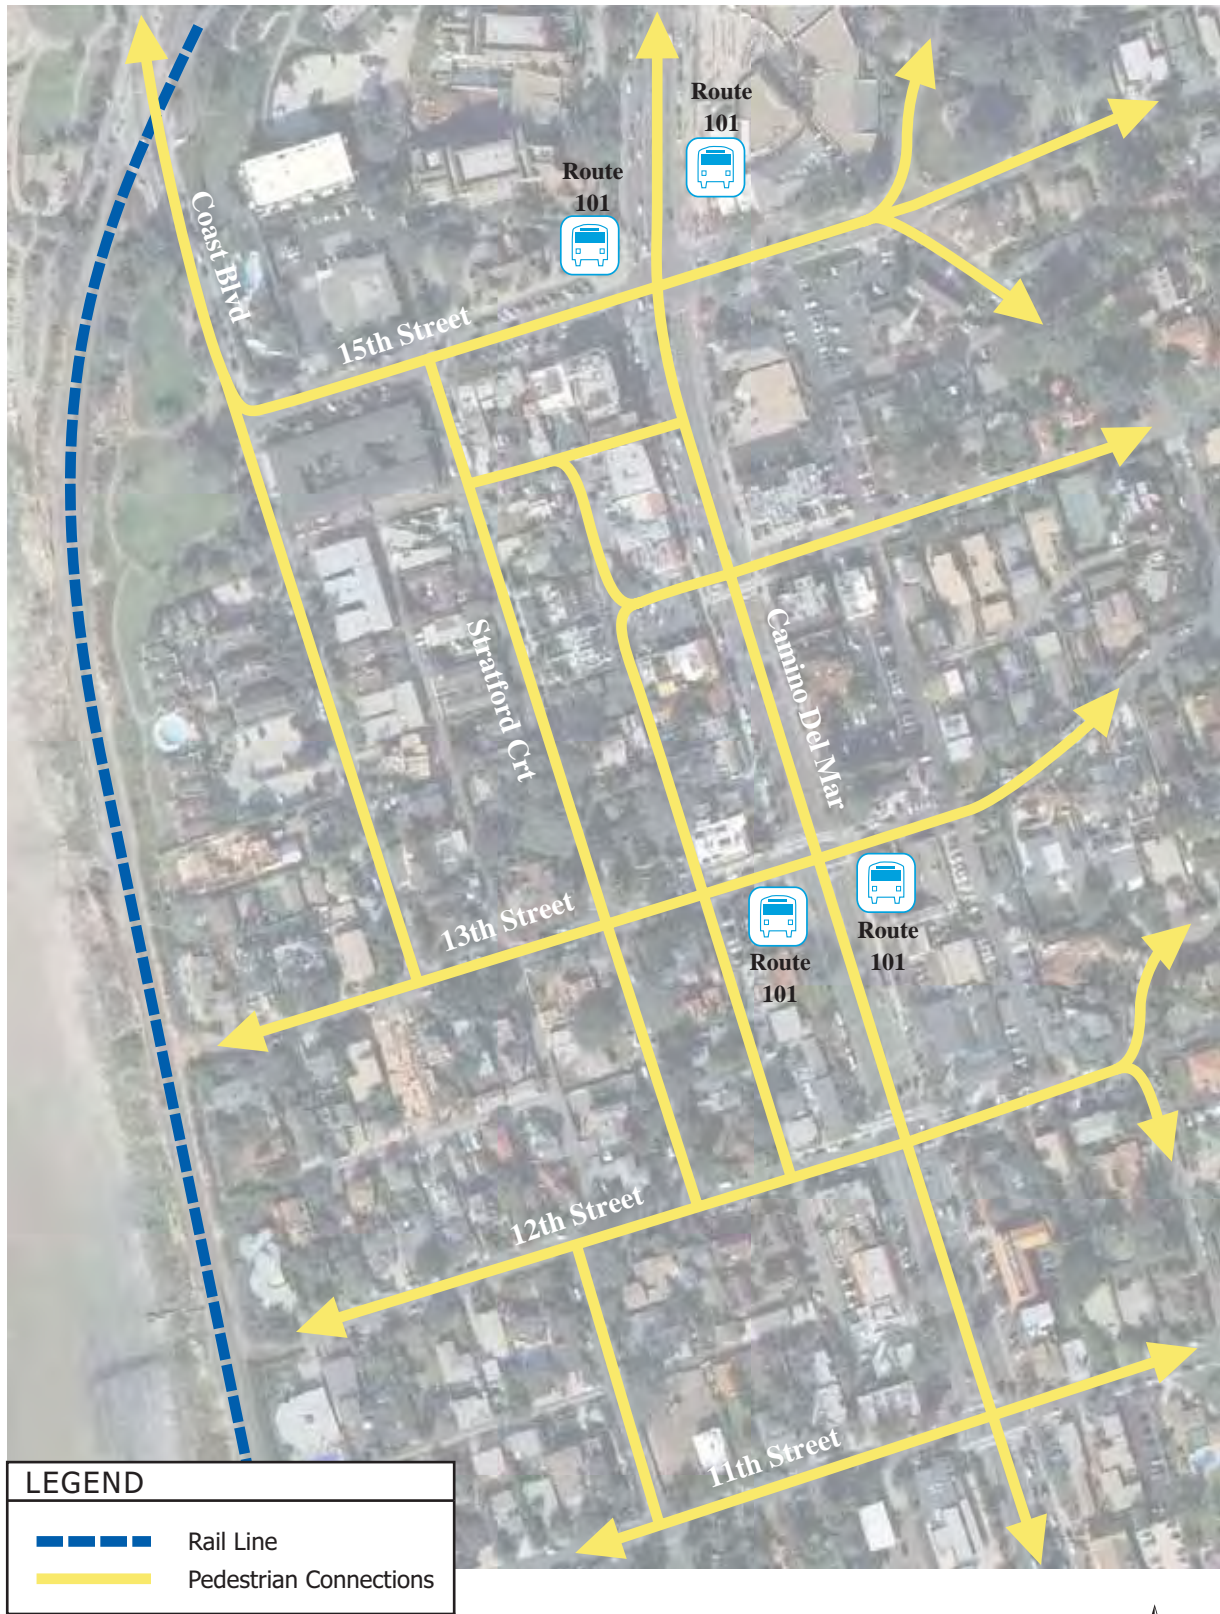 Route
101
Route
101
Coast Blvd
15th Street
Stratford Crt
Camino Del Mar
13th Street
Route
101
Route
101
12th Street
11th Street
LEGEND
Rail Line
Pedestrian Connections